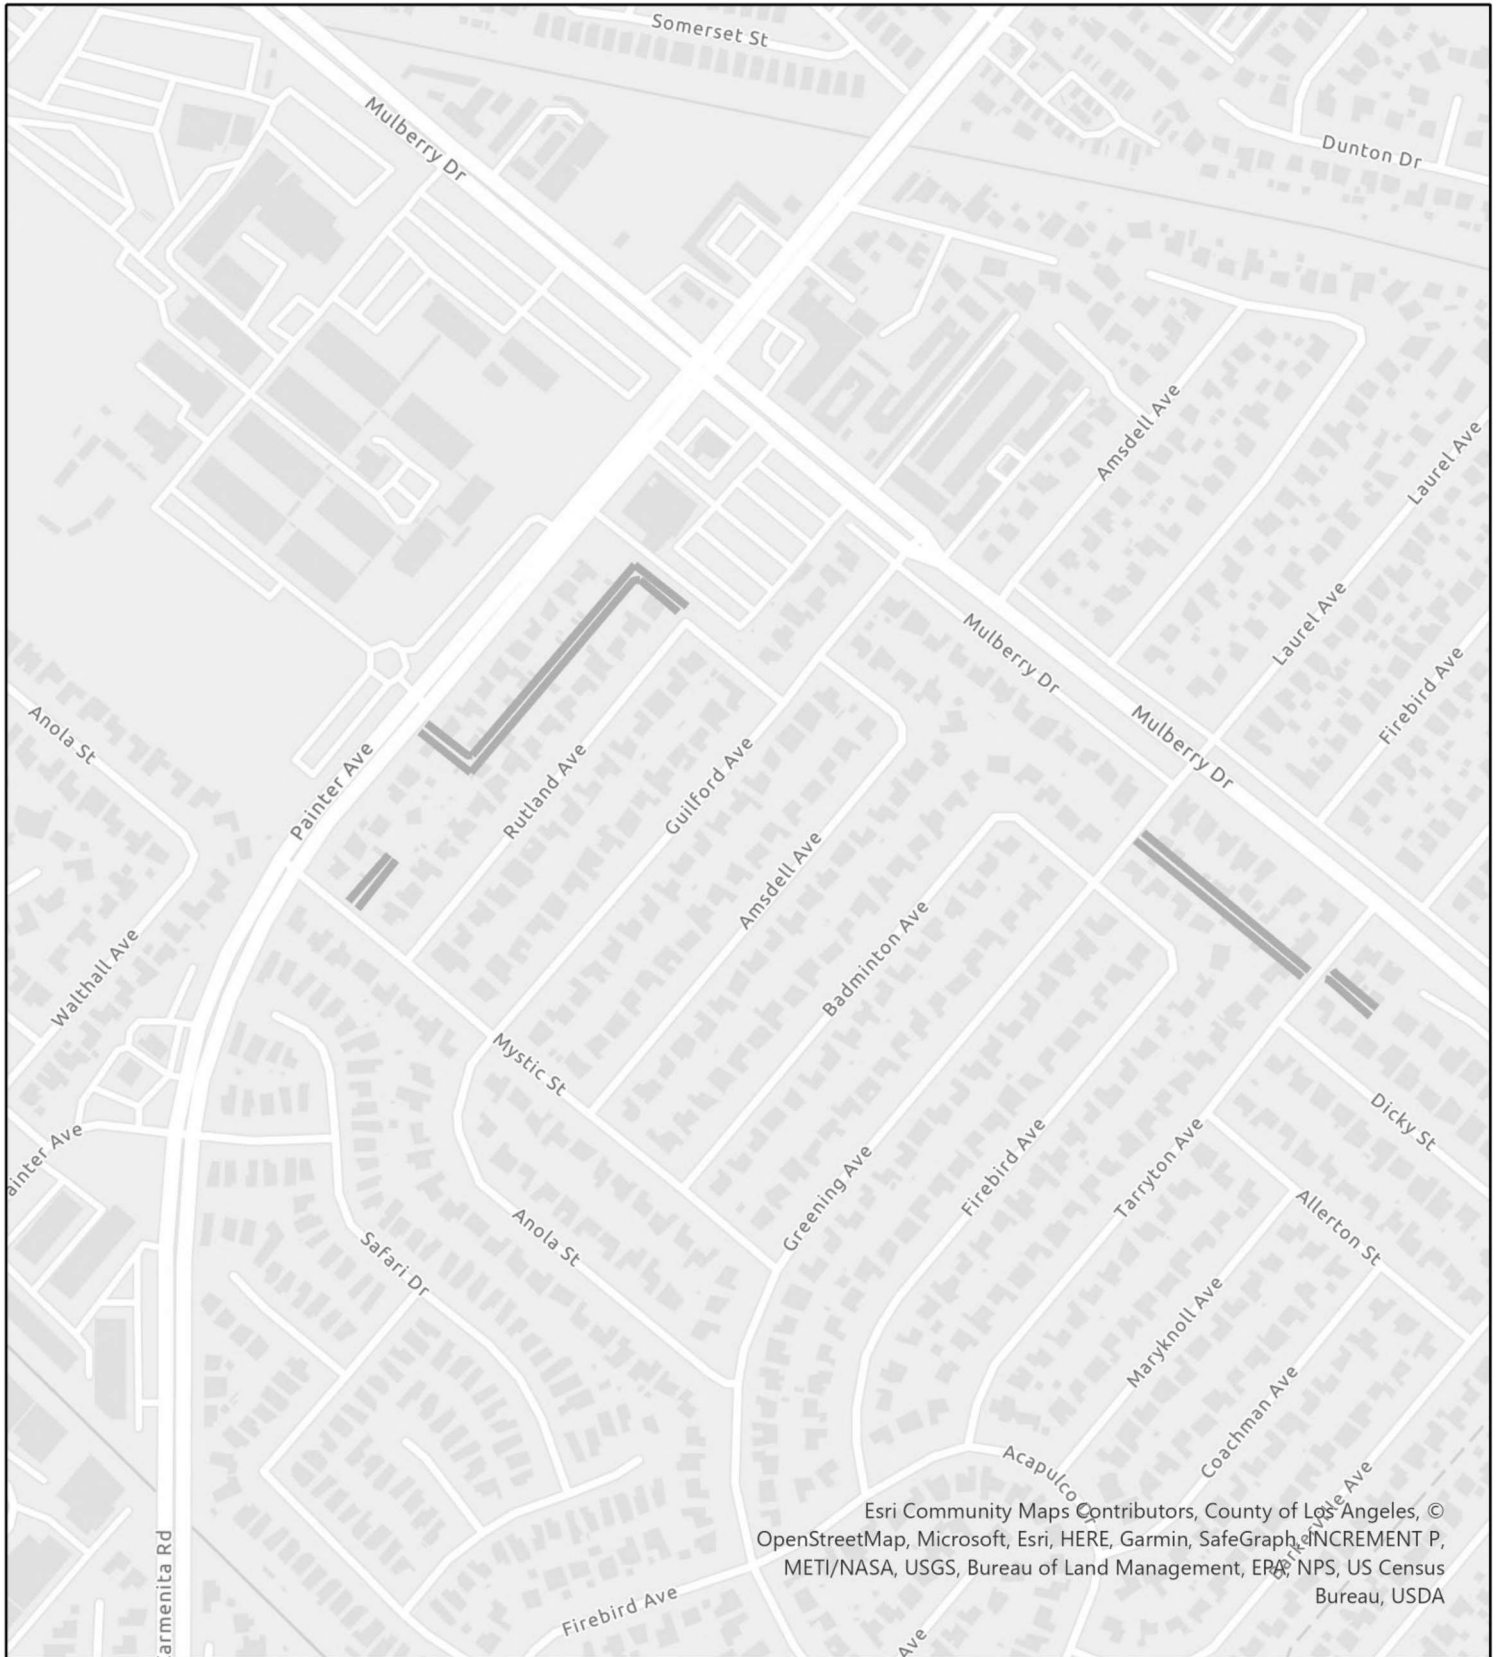 Somerset St
Mulberry Dr
Dunton Dr
Amsdell Ave
Laurel Ave
Mulberry Dr
Laurel Ave
Firebird Ave
Anola St
Mulberry Dr
Painter Ave
Rutland Ave
Guilford Ave
Amsdell Ave
Badminton Ave
Walthall Ave
Mystic St
Dicky St
ainter Ave
Greening Ave
Firebird Ave
Tarryton Ave
Anola St
Allerton St
Safari Dr
Maryknoll Ave
Coachman Ave
Acapulco Dr
Esri Community Maps Contributors, County of Los Angeles, ©
OpenStreetMap, Microsoft, Esri, HERE, Garmin, SafeGraph, INCREMENT P,
METI/NASA, USGS, Bureau of Land Management, EPA, NPS, US Census
Bureau, USDA
Ave
armenita Rd
Firebird Ave
Ave